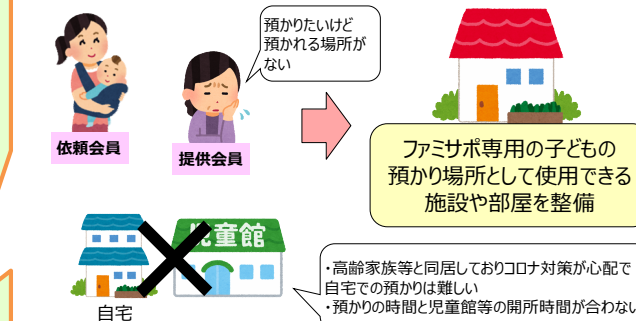 預かりたいけど
預かれる場所が
ない
依頼会員
提供会員
ファミサポ専用の子どもの
預かり場所として使用できる
施設や部屋を整備
児童館
自宅
・高齢家族等と同居しておりコロナ対策が心配で
自宅での預かりは難しい
・預かりの時間と児童館等の開所時間が合わない